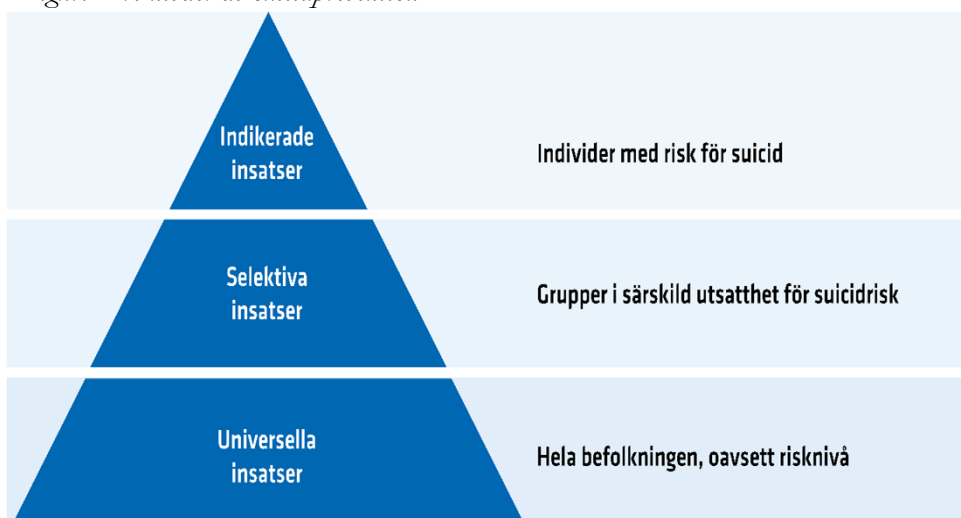 Indikerade
insatser
Individer med risk för suicid
Selektiva
insatser
Grupper i särskild utsatthet för suicidrisk
Universella
insatser
Hela befolkningen, oavsett risknivå